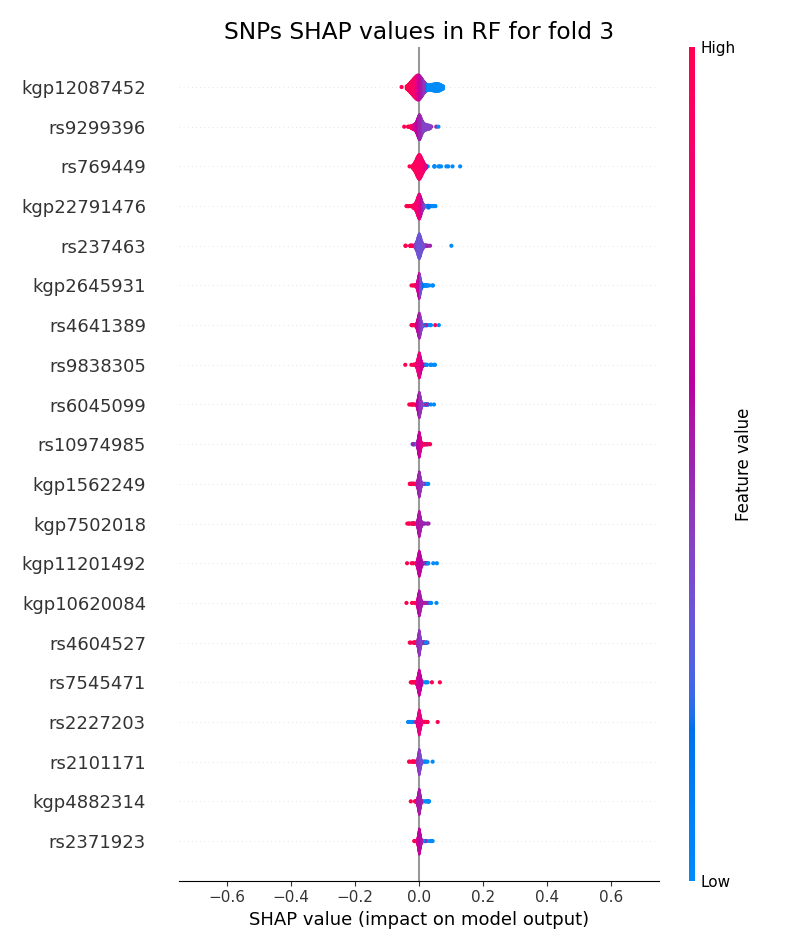 SNPs SHAP values in RF for fold 3
High
kgp12087452
rs9299396
rs769449
kgp22791476
rs237463
kgp2645931
rs4641389
rs9838305
rs6045099
rs10974985
kgp1562249
kgp7502018
kgp11201492
kgp10620084
rs4604527
rs7545471
rs2227203
rs2101171
kgp4882314
rs2371923
Feature value
Low
−0.6 −0.4 −0.2 0.0 0.2 0.4 0.6
SHAP value (impact on model output)